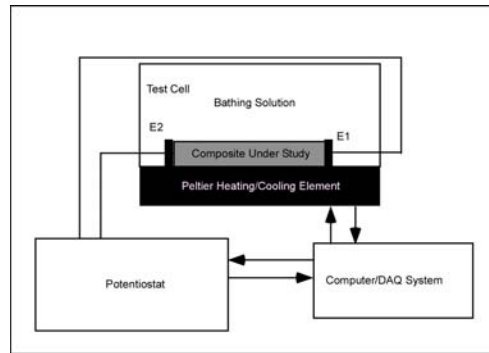 Test Cell
Bathing Solution
E2
E1
Composite Under Study
Peltier Heating/Cooling Element
Potentiostat
Computer/DAQ System